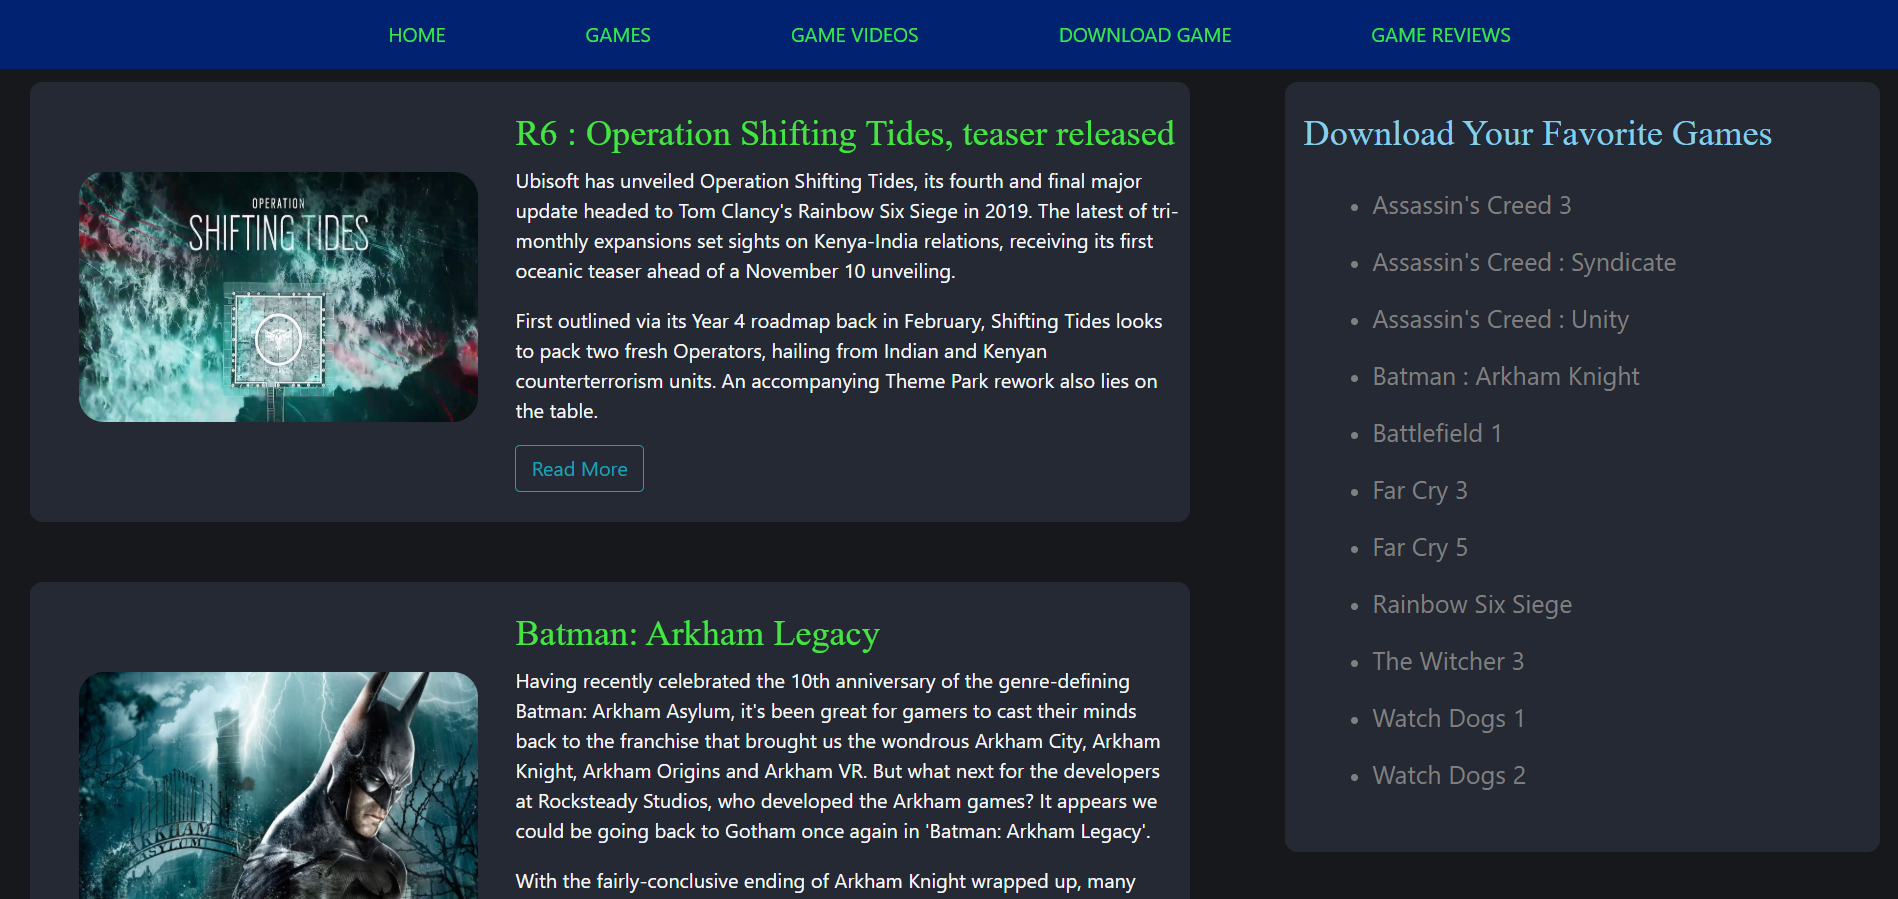 HOME GAMES GAME VIDEOS DOWNLOAD GAME GAME REVIEWS
R6 : Operation Shifting Tides, teaser released
OPERATION
SHIFTING TIDES
Ubisoft has unveiled Operation Shifting Tides, its fourth and final major
update headed to Tom Clancy's Rainbow Six Siege in 2019. The latest of tri-
monthly expansions set sights on Kenya-India relations, receiving its first
oceanic teaser ahead of a November 10 unveiling.
First outlined via its Year 4 roadmap back in February, Shifting Tides looks
to pack two fresh Operators, hailing from Indian and Kenyan
counterterrorism units. An accompanying Theme Park rework also lies on
the table.
Read More
Batman: Arkham Legacy
ARKHAM
ASYLUM
Having recently celebrated the 10th anniversary of the genre-defining
Batman: Arkham Asylum, it's been great for gamers to cast their minds
back to the franchise that brought us the wondrous Arkham City, Arkham
Knight, Arkham Origins and Arkham VR. But what next for the developers
at Rocksteady Studios, who developed the Arkham games? It appears we
could be going back to Gotham once again in 'Batman: Arkham Legacy'.
With the fairly-conclusive ending of Arkham Knight wrapped up, many
Download Your Favorite Games
• Assassin's Creed 3
• Assassin's Creed : Syndicate
• Assassin's Creed : Unity
• Batman : Arkham Knight
• Battlefield 1
• Far Cry 3
• Far Cry 5
• Rainbow Six Siege
• The Witcher 3
• Watch Dogs 1
• Watch Dogs 2